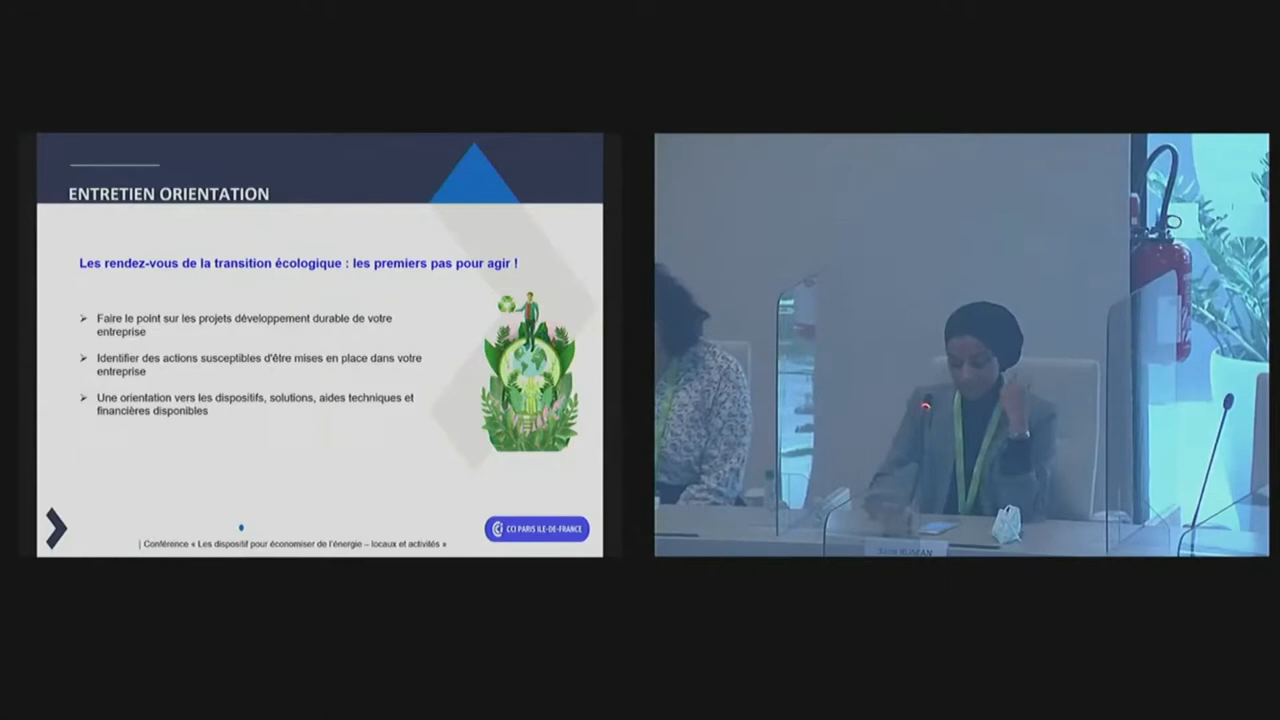 ENTRETIEN ORIENTATION
Les rendez-vous de la transition écologique : les premiers pas pour agir !
Faire le point sur les projets développement durable de votre
entreprise
Identifier des actions susceptibles d'être mises en place dans votre
entreprise
Une orientation vers les dispositifs, solutions, aides techniques et
financières disponibles
CCI PARIS ILE-DE-FRANCE
| Conférence « Les dispositif pour économiser de l'énergie – locaux et activités »